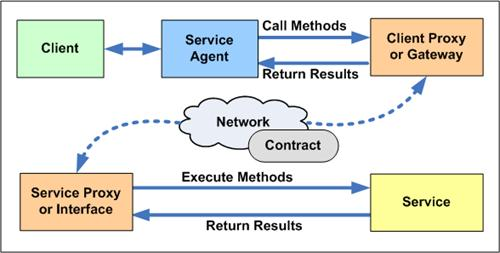 Client
Service
Agent
Call Methods
Return Results
Client Proxy
or Gateway
Network
Contract
Service Proxy
or Interface
Execute Methods
Return Results
Service